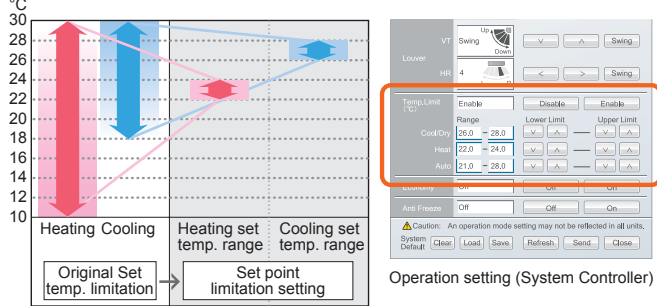 °C
30
28
26
24
22
20
18
16
14
12
10
Heating Cooling
Heating set temp. range
Cooling set temp. range
Original Set temp. limitation
Set point limitation setting
Louver
VT Swing Up Down Swing
HR 4 < > Swing
Temp.Limit (°C) Enable Disable Enable
Range Lower Limit Upper Limit
Cool/Dry 26.0 – 28.0
Heat 22.0 – 24.0
Auto 21.0 – 28.0
Economy Off Off On
Anti Freeze Off Off On
Caution: An operation mode setting may not be reflected in all units.
System Default Clear Load Save Refresh Send Close
Operation setting (System Controller)